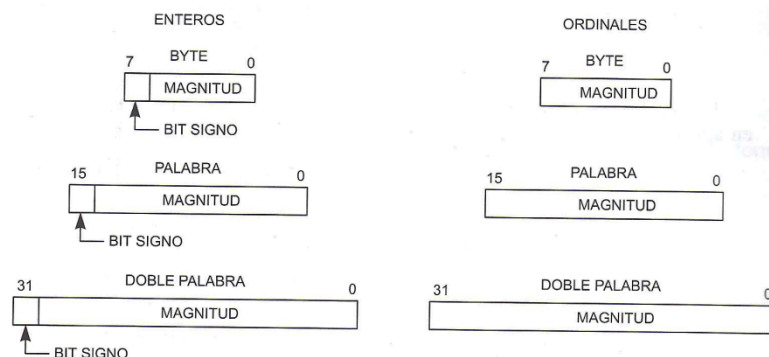 ENTEROS
BYTE
7 0
MAGNITUD
BIT SIGNO
PALABRA
15 0
MAGNITUD
BIT SIGNO
DOBLE PALABRA
31 0
MAGNITUD
BIT SIGNO
ORDINALES
BYTE
7 0
MAGNITUD
PALABRA
15 0
MAGNITUD
DOBLE PALABRA
31 0
MAGNITUD